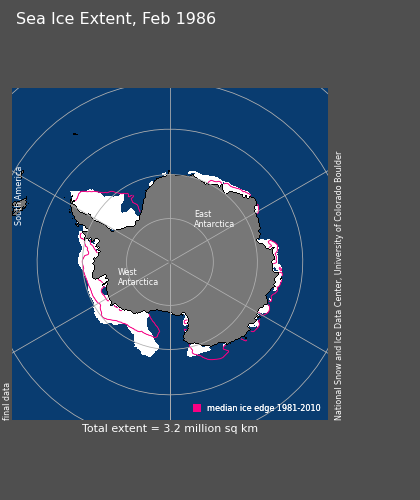 Sea Ice Extent, Feb 1986
South America
East
Antarctica
West
Antarctica
National Snow and Ice Data Center, University of Colorado Boulder
final data
median ice edge 1981-2010
Total extent = 3.2 million sq km